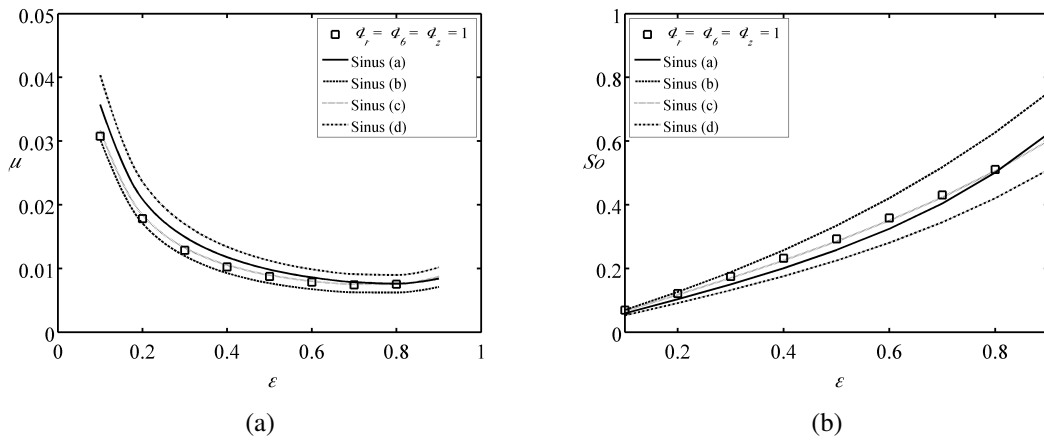 0.05
0.04
0.03
0.02
0.01
0
μ
0
0.2
0.4
0.6
0.8
1
ε
Φr = Φ6 = Φz = 1
Sinus (a)
Sinus (b)
Sinus (c)
Sinus (d)
(a)
1
0.8
0.6
0.4
0.2
0
So
0.2
0.4
0.6
0.8
ε
Φr = Φ6 = Φz = 1
Sinus (a)
Sinus (b)
Sinus (c)
Sinus (d)
(b)